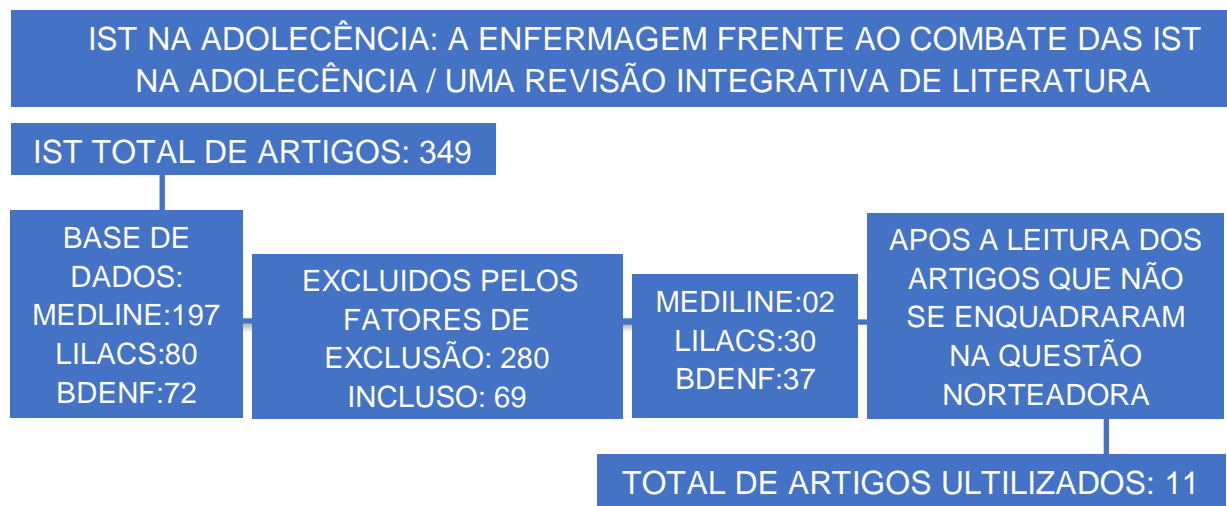 IST NA ADOLECÊNCIA: A ENFERMAGEM FRENTE AO COMBATE DAS IST
NA ADOLECÊNCIA / UMA REVISÃO INTEGRATIVA DE LITERATURA
IST TOTAL DE ARTIGOS: 349
BASE DE
DADOS:
MEDLINE:197
LILACS:80
BDENF:72
EXCLUIDOS PELOS
FATORES DE
EXCLUSÃO: 280
INCLUSO: 69
MEDILINE:02
LILACS:30
BDENF:37
APOS A LEITURA DOS
ARTIGOS QUE NÃO
SE ENQUADRARAM
NA QUESTÃO
NORTEADORA
TOTAL DE ARTIGOS ULTILIZADOS: 11